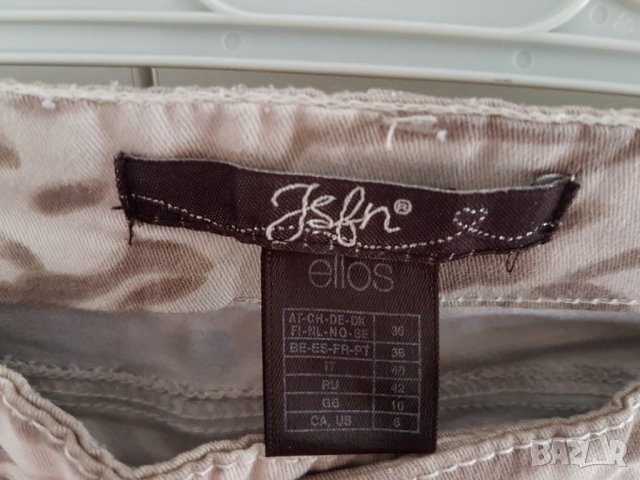 Jsfn®
ellos
AT-CH-DE-DK
FI-NL-NO-SE 36
BE-ES-FR-PT 38
IT 40
RU 42
GB 10
CA, US 6
BAZAR